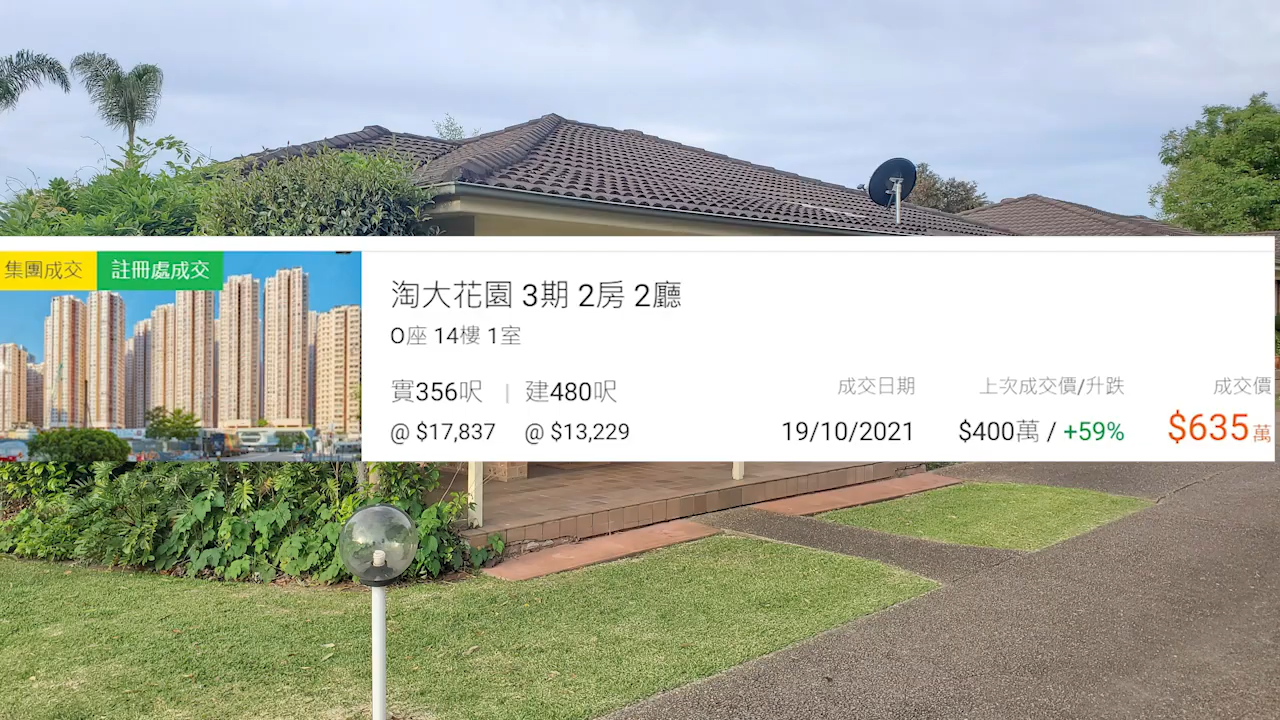 集團成交 註冊處成交
淘大花園 3期 2房 2廳
O座 14樓 1室
實356呎 | 建480呎 成交日期 上次成交價/升跌 成交價
@ $17,837 @ $13,229 19/10/2021 $400萬 / +59% $635萬